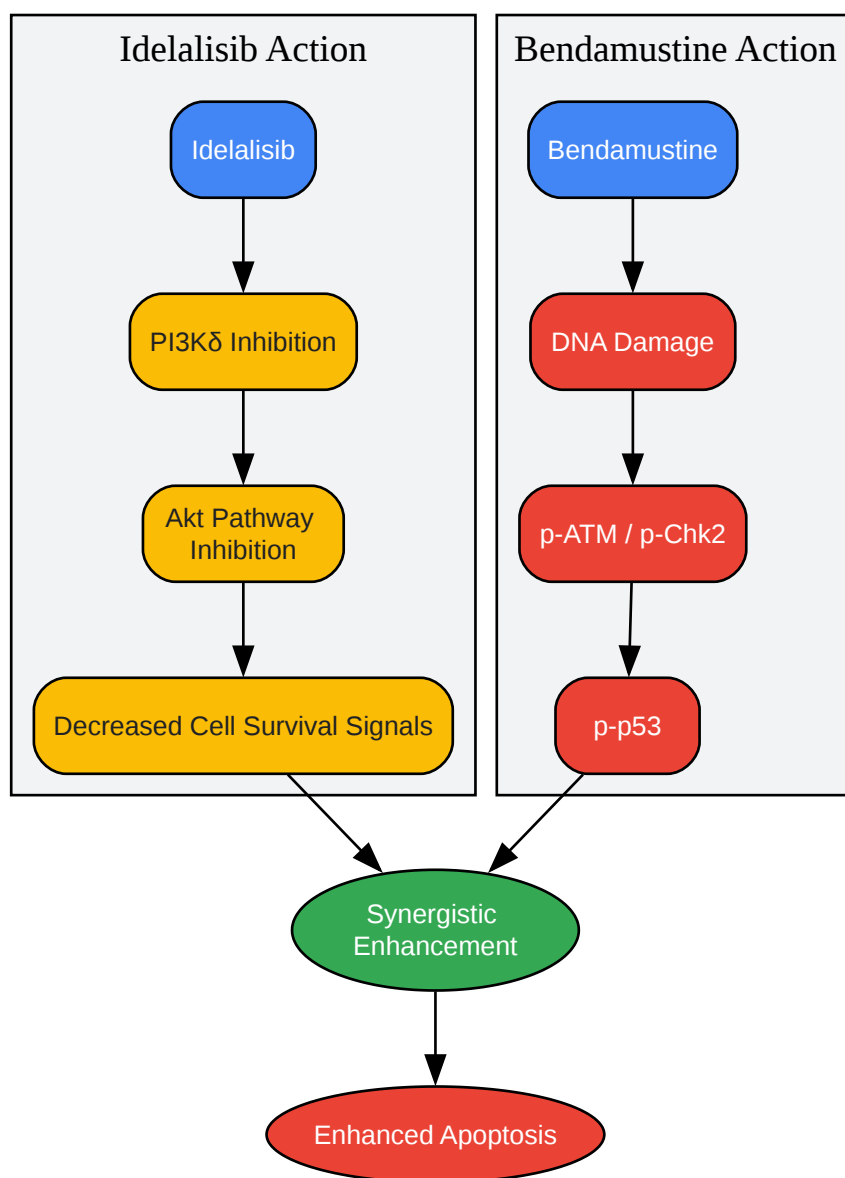 Idelalisib Action
Idelalisib
PI3Kδ Inhibition
Akt Pathway
Inhibition
Decreased Cell Survival Signals
Bendamustine Action
Bendamustine
DNA Damage
p-ATM / p-Chk2
p-p53
Synergistic
Enhancement
Enhanced Apoptosis